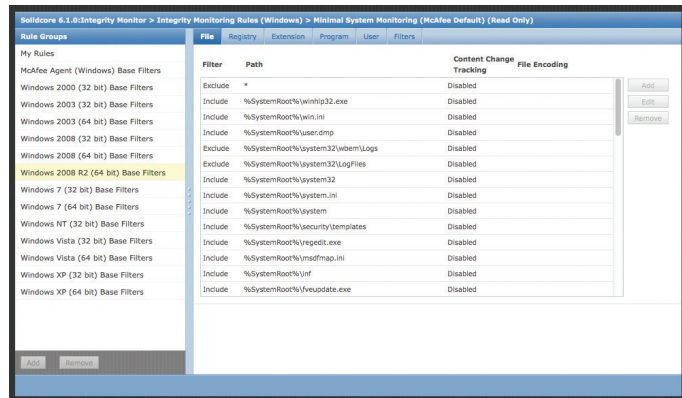 Solidcore 6.1.0:Integrity Monitor > Integrity Monitoring Rules (Windows) > Minimal System Monitoring (McAfee Default) (Read Only)
Rule Groups
My Rules
McAfee Agent (Windows) Base Filters
Windows 2000 (32 bit) Base Filters
Windows 2003 (32 bit) Base Filters
Windows 2003 (64 bit) Base Filters
Windows 2008 (32 bit) Base Filters
Windows 2008 (64 bit) Base Filters
Windows 2008 R2 (64 bit) Base Filters
Windows 7 (32 bit) Base Filters
Windows 7 (64 bit) Base Filters
Windows NT (32 bit) Base Filters
Windows Vista (32 bit) Base Filters
Windows Vista (64 bit) Base Filters
Windows XP (32 bit) Base Filters
Windows XP (64 bit) Base Filters
Add Remove
File Registry Extension Program User Filters
Filter Path Content Change Tracking File Encoding
Exclude * Disabled
Include %SystemRoot%\winhlp32.exe Disabled
Include %SystemRoot%\win.ini Disabled
Include %SystemRoot%\user.dmp Disabled
Exclude %SystemRoot%\system32\wbem\Logs Disabled
Exclude %SystemRoot%\system32\LogFiles Disabled
Include %SystemRoot%\system32 Disabled
Include %SystemRoot%\system.ini Disabled
Include %SystemRoot%\system Disabled
Include %SystemRoot%\security\templates Disabled
Include %SystemRoot%\regedit.exe Disabled
Include %SystemRoot%\msdfmap.ini Disabled
Include %SystemRoot%\inf Disabled
Include %SystemRoot%\fveupdate.exe Disabled
Add
Edit
Remove